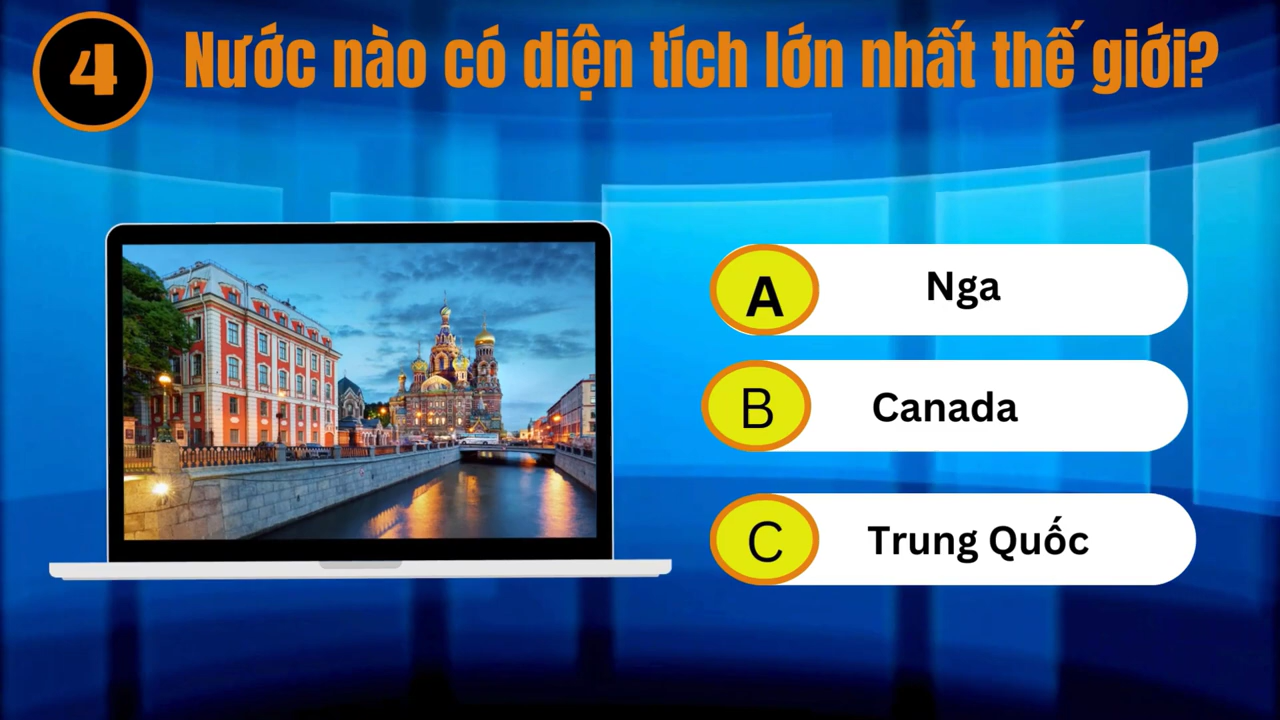 4
Nước nào có diện tích lớn nhất thế giới?
A Nga
B Canada
C Trung Quốc